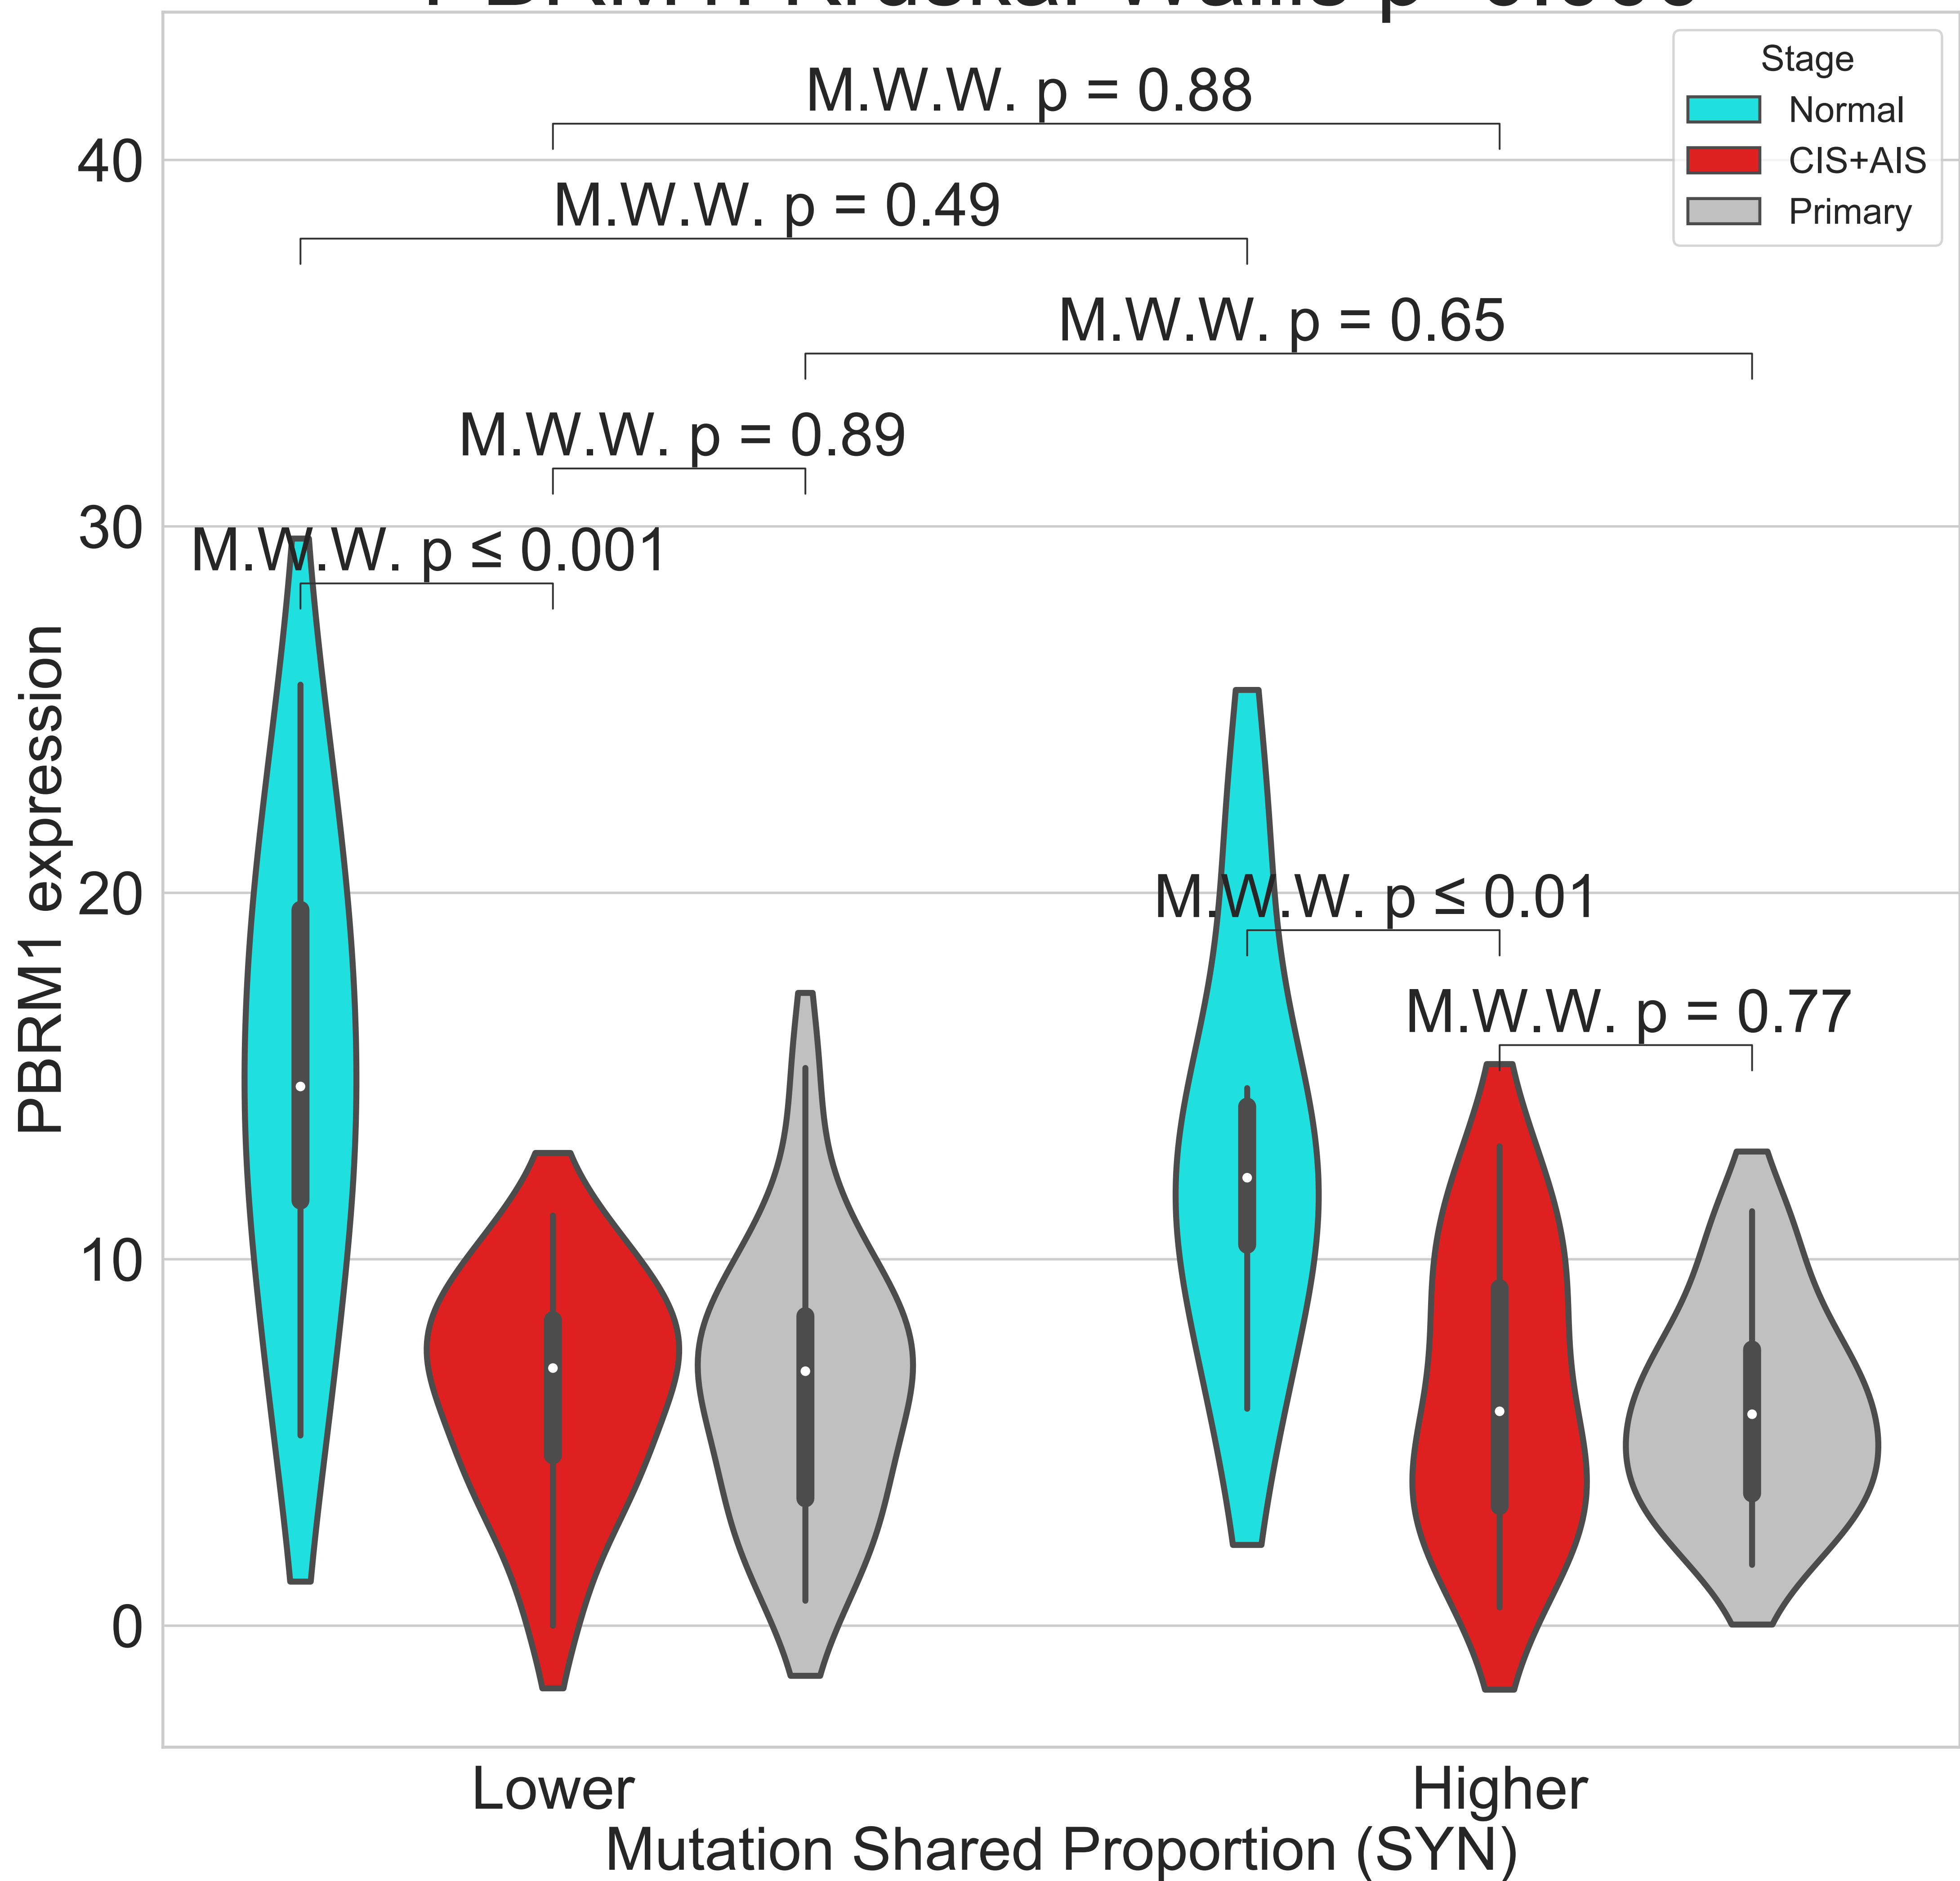 Stage
Normal
CIS+AIS
Primary
M.W.W. p = 0.88
M.W.W. p = 0.49
M.W.W. p = 0.65
M.W.W. p = 0.89
M.W.W. p ≤ 0.001
M.W.W. p ≤ 0.01
M.W.W. p = 0.77
40
30
20
10
0
PBRM1 expression
Lower
Higher
Mutation Shared Proportion (SYN)